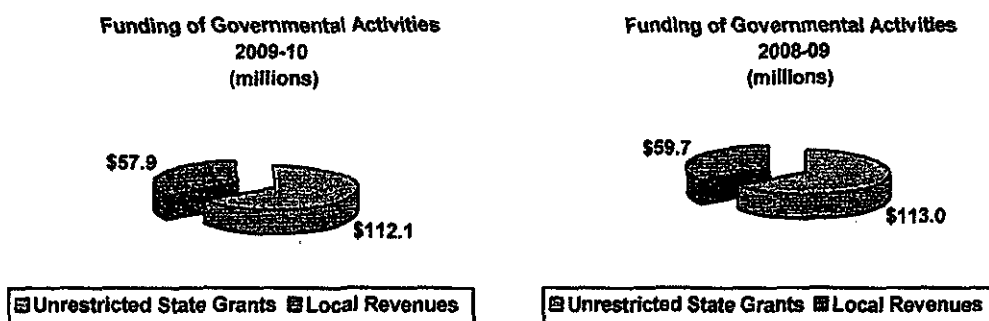 Funding of Governmental Activities
2009-10
(millions)
$57.9
$112.1
Unrestricted State Grants Local Revenues
Funding of Governmental Activities
2008-09
(millions)
$59.7
$113.0
Unrestricted State Grants Local Revenues